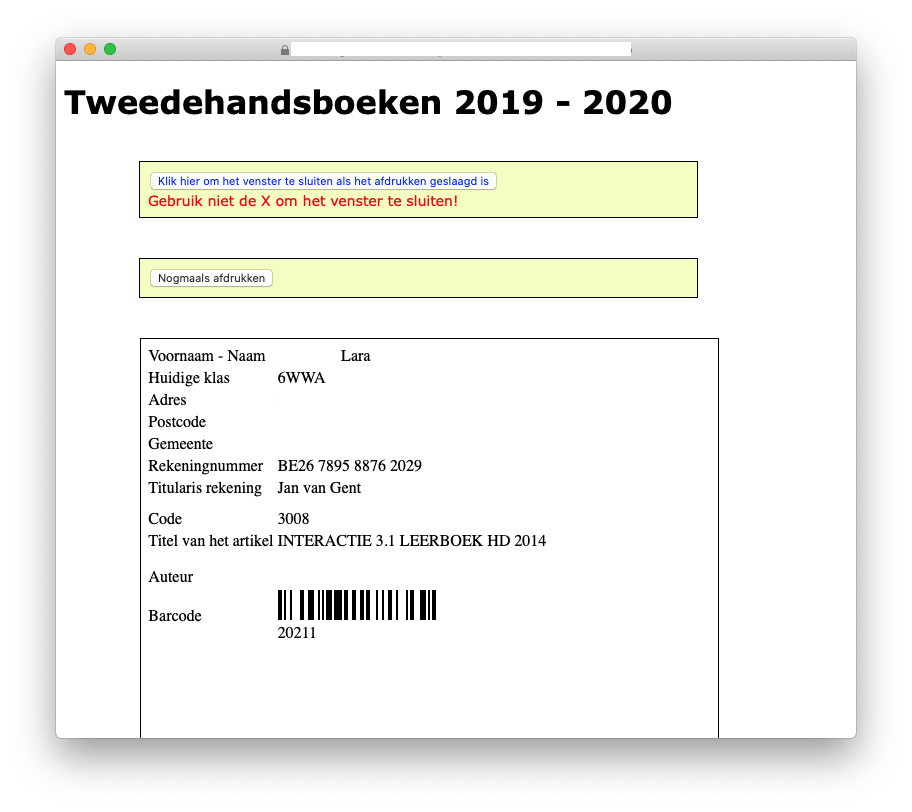 Tweedehandsboeken 2019 - 2020
Klik hier om het venster te sluiten als het afdrukken geslaagd is
Gebruik niet de X om het venster te sluiten!
Nogmaals afdrukken
Voornaam - Naam Lara
Huidige klas 6WWA
Adres
Postcode
Gemeente
Rekeningnummer BE26 7895 8876 2029
Titularis rekening Jan van Gent
Code 3008
Titel van het artikel INTERACTIE 3.1 LEERBOEK HD 2014
Auteur
Barcode
20211